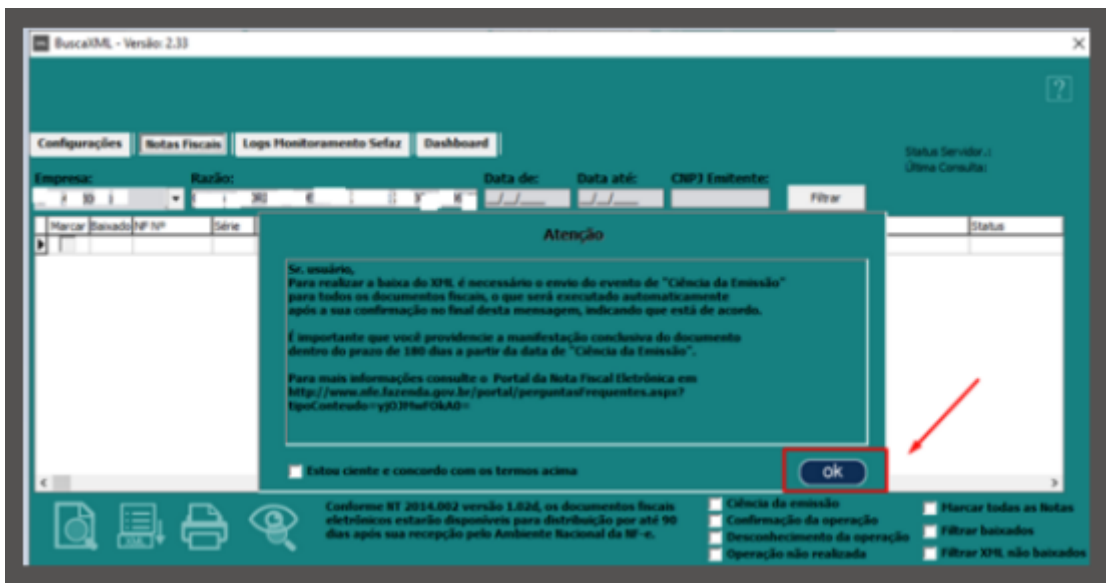 BuscaXML - Versão: 2.33
?
Configurações Notas Fiscais Logs Monitoramento Sefaz Dashboard
Status Servidor.:
Última Consulta:
Empresa: Razão: Data de: Data até: CNPJ Emitente:
__/__/____ __/__/____ Filtrar
Marcar Baixado NF Nº Série Status
Atenção
Sr. usuário,
Para realizar a baixa do XML é necessário o envio do evento de "Ciência da Emissão"
para todos os documentos fiscais, o que será executado automaticamente
após a sua confirmação no final desta mensagem, indicando que está de acordo.
É importante que você providencie a manifestação conclusiva do documento
dentro do prazo de 180 dias a partir da data de "Ciência da Emissão".
Para mais informações consulte o Portal da Nota Fiscal Eletrônica em
http://www.nfe.fazenda.gov.br/portal/perguntasFrequentes.aspx?
Estou ciente e concordo com os termos acima
ok
Conforme NT 2014.002 versão 1.02d, os documentos fiscais
eletrônicos estarão disponíveis para distribuição por até 90
dias após sua recepção pelo Ambiente Nacional da NF-e.
Ciência da emissão
Confirmação da operação
Desconhecimento da operação
Operação não realizada
Marcar todas as Notas
Filtrar baixados
Filtrar XML não baixados
XML